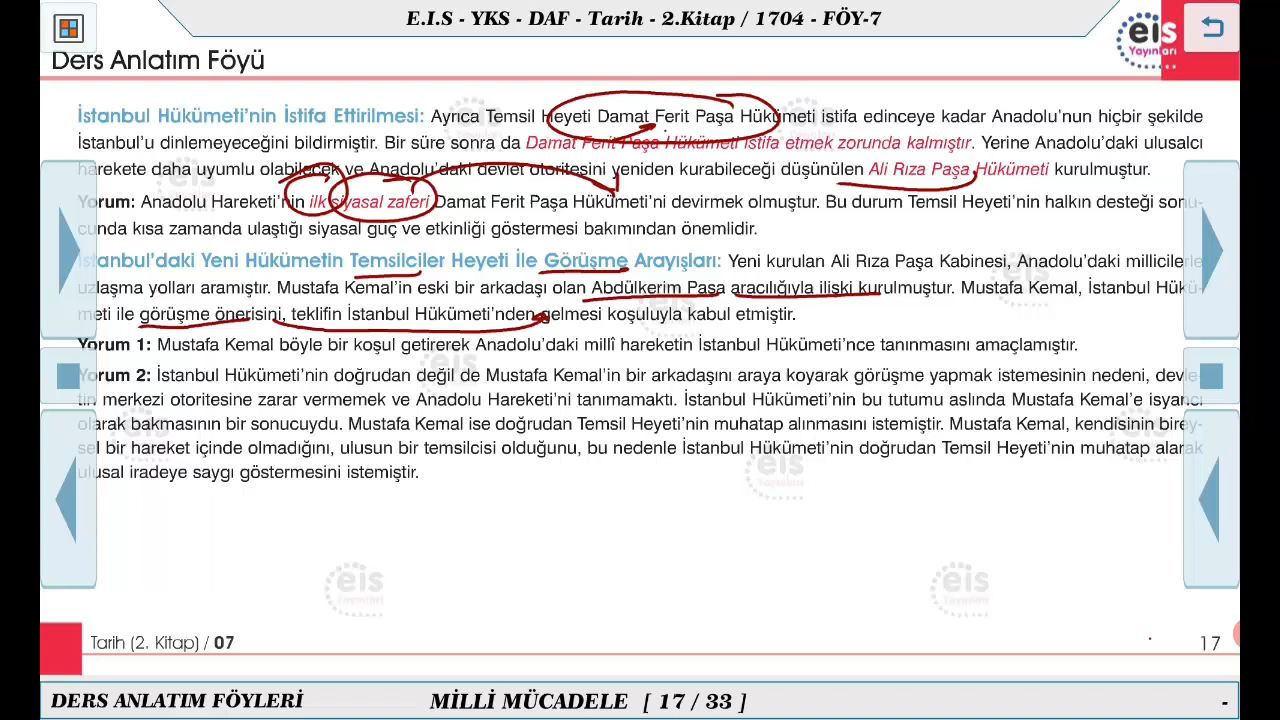 E.I.S - YKS - DAF - Tarih - 2.Kitap / 1704 - FÖY-7
eis
Yayınları
Ders Anlatım Föyü
İstanbul Hükümeti'nin İstifa Ettirilmesi: Ayrıca Temsil Heyeti Damat Ferit Paşa Hükümeti istifa edinceye kadar Anadolu'nun hiçbir şekilde
İstanbul'u dinlemeyeceğini bildirmiştir. Bir süre sonra da Damat Ferit Paşa Hükümeti istifa etmek zorunda kalmıştır. Yerine Anadolu'daki ulusalcı
harekete daha uyumlu olabilecek ve Anadolu'daki devlet otoritesini yeniden kurabileceği düşünülen Ali Rıza Paşa Hükümeti kurulmuştur.
Yorum: Anadolu Hareketi'nin ilk siyasal zaferi Damat Ferit Paşa Hükümeti'ni devirmek olmuştur. Bu durum Temsil Heyeti'nin halkın desteği sonu-
cunda kısa zamanda ulaştığı siyasal güç ve etkinliği göstermesi bakımından önemlidir.
İstanbul'daki Yeni Hükümetin Temsilciler Heyeti İle Görüşme Arayışları: Yeni kurulan Ali Rıza Paşa Kabinesi, Anadolu'daki millicilerle
uzlaşma yolları aramıştır. Mustafa Kemal'in eski bir arkadaşı olan Abdülkerim Paşa aracılığıyla ilişki kurulmuştur. Mustafa Kemal, İstanbul Hükü-
meti ile görüşme önerisini, teklifin İstanbul Hükümeti'nden gelmesi koşuluyla kabul etmiştir.
Yorum 1: Mustafa Kemal böyle bir koşul getirerek Anadolu'daki millî hareketin İstanbul Hükümeti'nce tanınmasını amaçlamıştır.
Yorum 2: İstanbul Hükümeti'nin doğrudan değil de Mustafa Kemal'in bir arkadaşını araya koyarak görüşme yapmak istemesinin nedeni, devle-
tin merkezi otoritesine zarar vermemek ve Anadolu Hareketi'ni tanımamaktı. İstanbul Hükümeti'nin bu tutumu aslında Mustafa Kemal'e isyancı
olarak bakmasının bir sonucuydu. Mustafa Kemal ise doğrudan Temsil Heyeti'nin muhatap alınmasını istemiştir. Mustafa Kemal, kendisinin birey-
sel bir hareket içinde olmadığını, ulusun bir temsilcisi olduğunu, bu nedenle İstanbul Hükümeti'nin doğrudan Temsil Heyeti'nin muhatap alarak
ulusal iradeye saygı göstermesini istemiştir.
Tarih (2. Kitap) / 07
17
DERS ANLATIM FÖYLERİ
MİLLİ MÜCADELE [ 17 / 33 ]
-